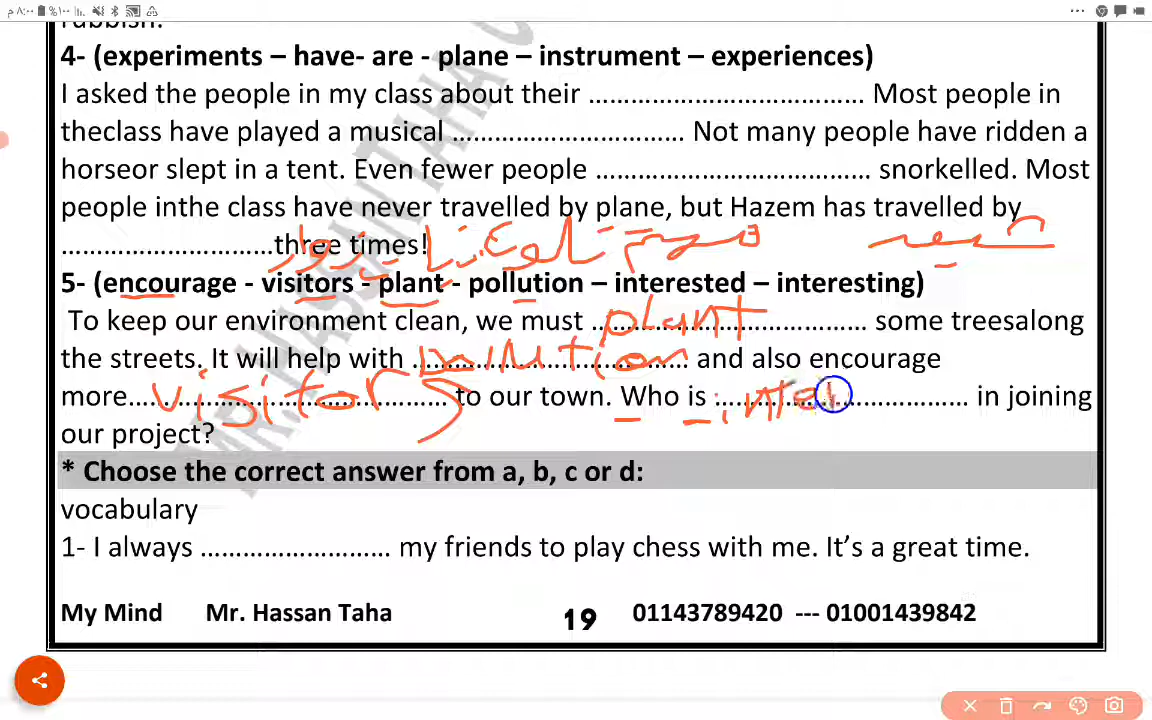 م ٨:٠٠ ١٠٠٪
rubbish.
4- (experiments – have- are - plane – instrument – experiences)
I asked the people in my class about their ………………………………. Most people in
theclass have played a musical …………………………. Not many people have ridden a
horseor slept in a tent. Even fewer people ………………………………. snorkelled. Most
people inthe class have never travelled by plane, but Hazem has travelled by
……………………….three times!
5- (encourage - visitors - plant - pollution – interested – interesting)
To keep our environment clean, we must plant some treesalong
the streets. It will help with pollution and also encourage
more visitors to our town. Who is inte in joining
our project?
* Choose the correct answer from a, b, c or d:
vocabulary
1- I always ……………………. my friends to play chess with me. It’s a great time.
My Mind Mr. Hassan Taha 19 01143789420 --- 01001439842